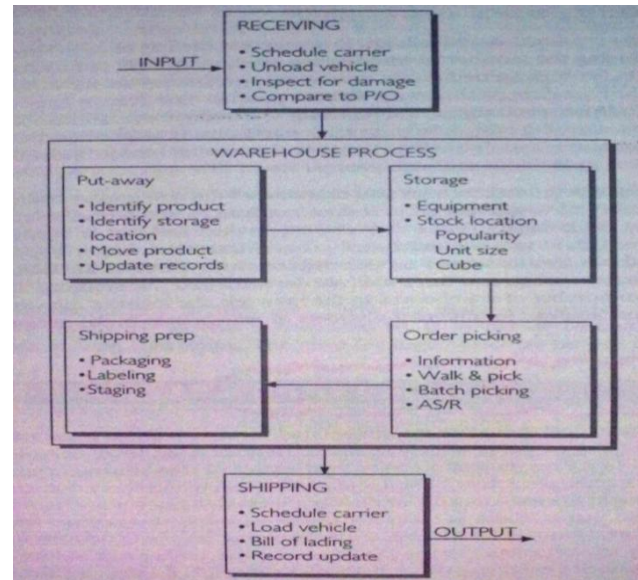 RECEIVING
• Schedule carrier
• Unload vehicle
• Inspect for damage
• Compare to P/O
INPUT
WAREHOUSE PROCESS
Put-away
• Identify product
• Identify storage
location
• Move product
• Update records
Storage
• Equipment
• Stock location
Popularity
Unit size
Cube
Order picking
• Information
• Walk & pick
• Batch picking
• AS/R
Shipping prep
• Packaging
• Labeling
• Staging
SHIPPING
• Schedule carrier
• Load vehicle
• Bill of lading
• Record update
OUTPUT